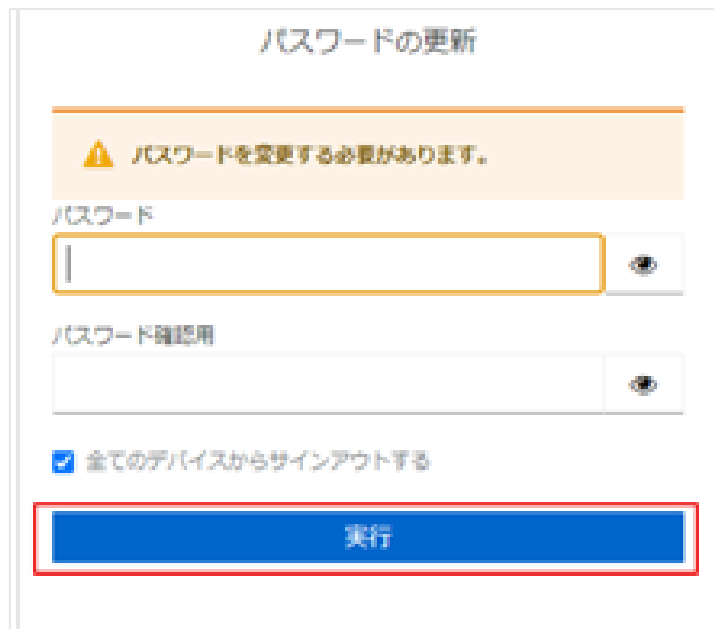 パスワードの更新
パスワードを変更する必要があります。
パスワード
パスワード確認用
全てのデバイスからサインアウトする
実行